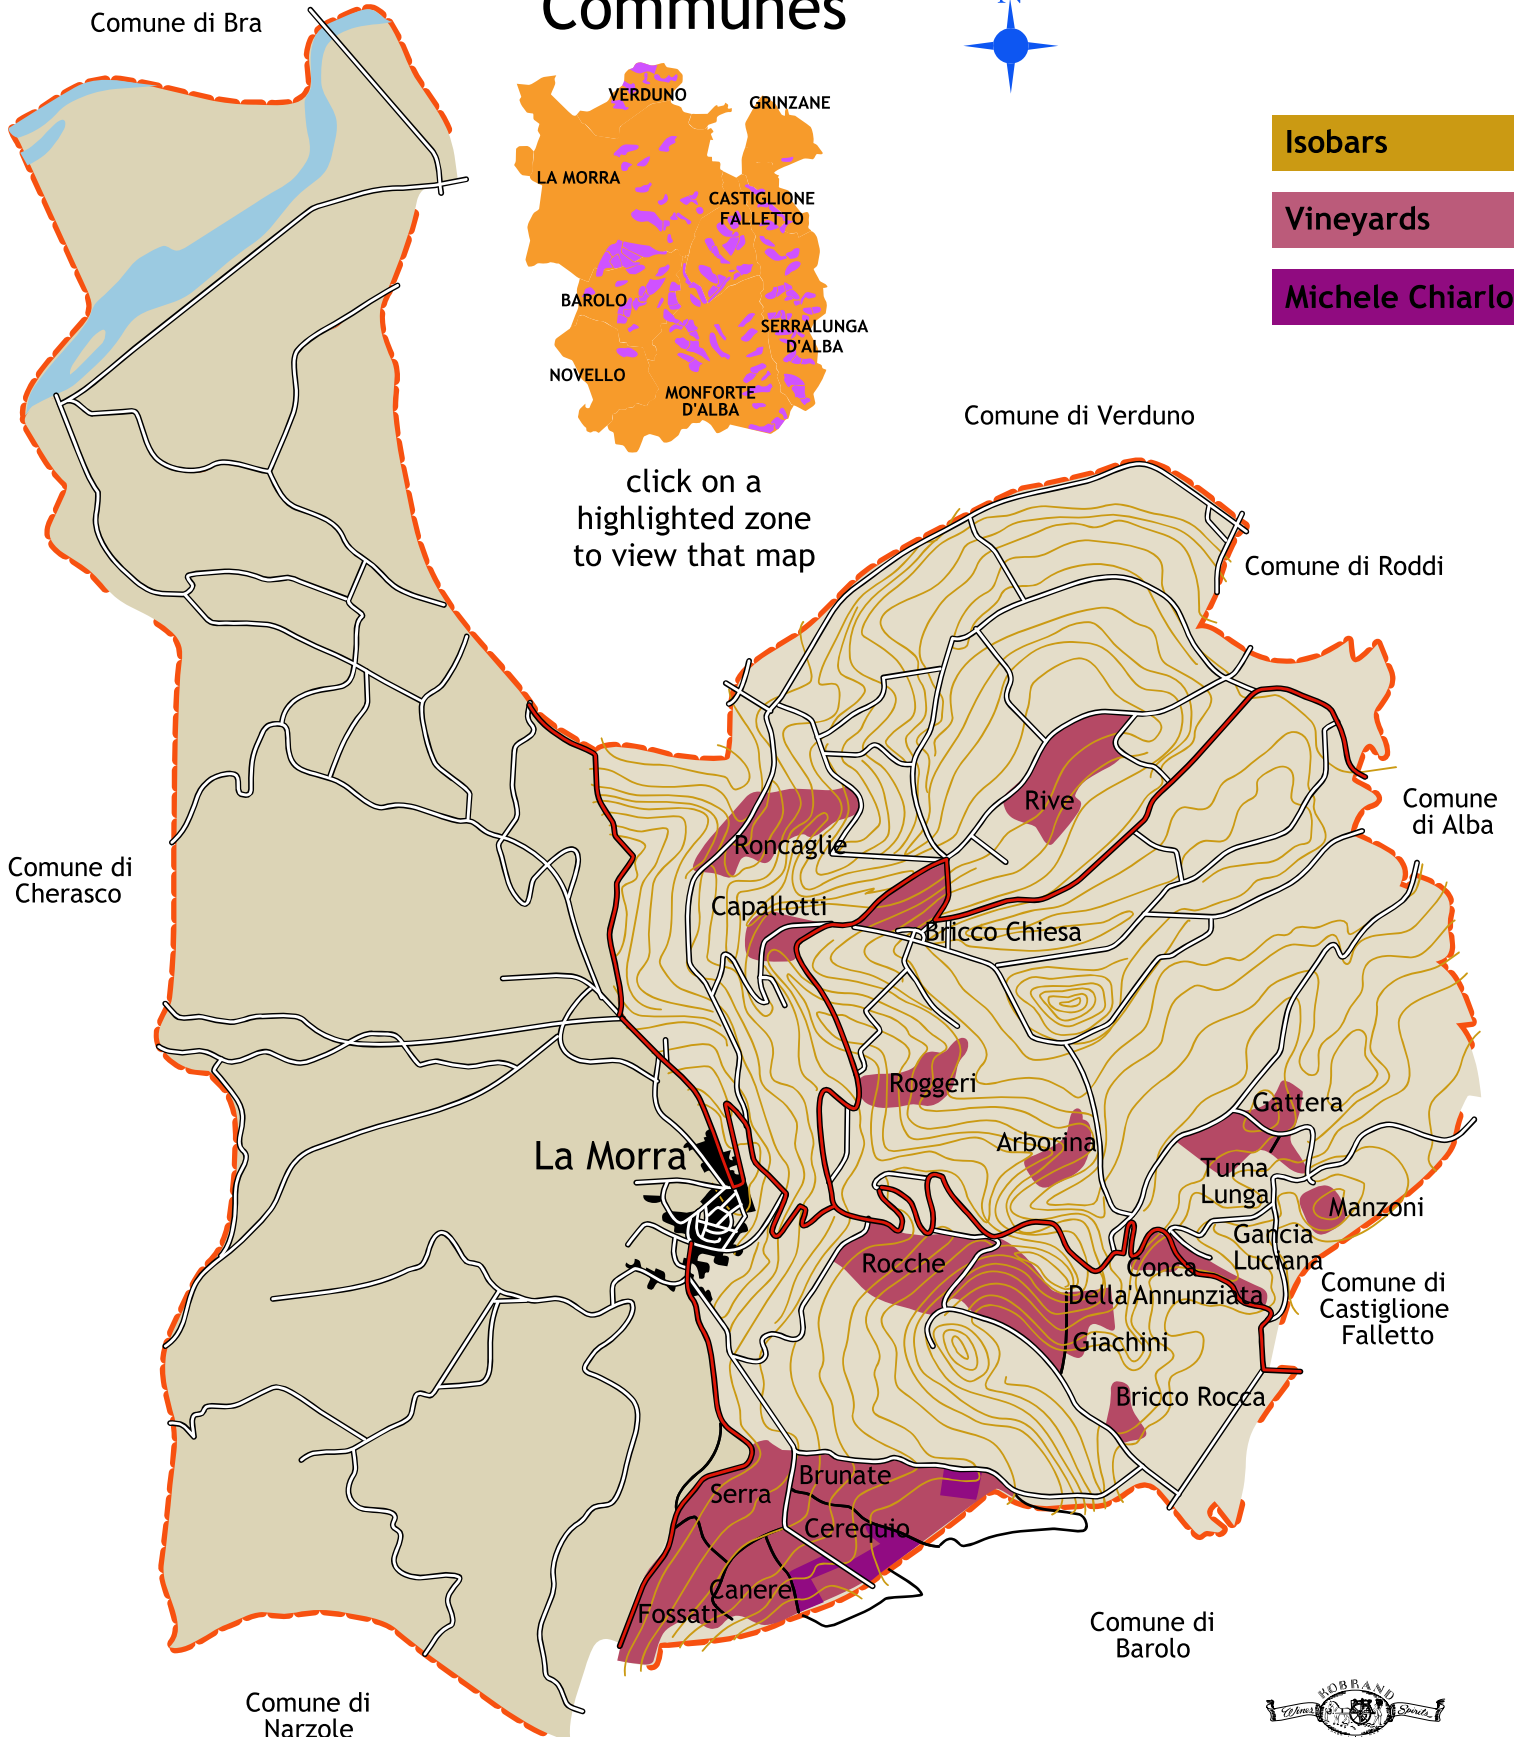 Communes
N
Comune di Bra
VERDUNO
GRINZANE
LA MORRA
CASTIGLIONE
FALLETTO
BAROLO
SERRALUNGA
D'ALBA
NOVELLO
MONFORTE
D'ALBA
click on a
highlighted zone
to view that map
Isobars
Vineyards
Michele Chiarlo
Comune di Verduno
Comune di Roddi
Comune
di Alba
Comune di
Cherasco
Rive
Roncaglie
Capallotti
Bricco Chiesa
Roggeri
Gattera
Arborina
La Morra
Turna
Lunga
Manzoni
Gancia
Luciana
Rocche
Conca
Della'Annunziata
Comune di
Castiglione
Falletto
Giachini
Bricco Rocca
Brunate
Serra
Cerequio
Canere
Fossati
Comune di
Barolo
Comune di
Narzole
KOBRAND
Wines
Spirits